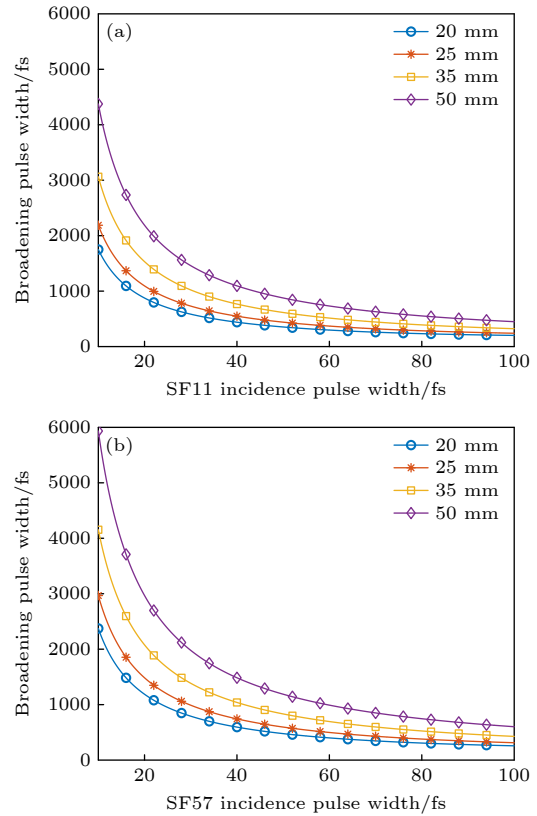 6000
(a)
20 mm
25 mm
35 mm
50 mm
5000
4000
3000
2000
1000
0
Broadening pulse width/fs
20 40 60 80 100
SF11 incidence pulse width/fs
6000
(b)
20 mm
25 mm
35 mm
50 mm
5000
4000
3000
2000
1000
0
Broadening pulse width/fs
20 40 60 80 100
SF57 incidence pulse width/fs